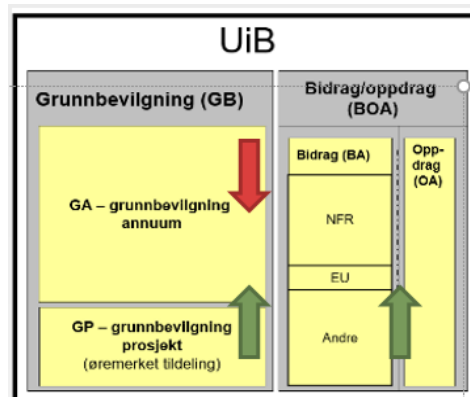 UiB
Grunnbevilgning (GB)
GA – grunnbevilgning
annuum
GP – grunnbevilgning
prosjekt
(øremerket tildeling)
Bidrag/oppdrag
(BOA)
Bidrag (BA)
NFR
EU
Andre
Opp-
drag
(OA)